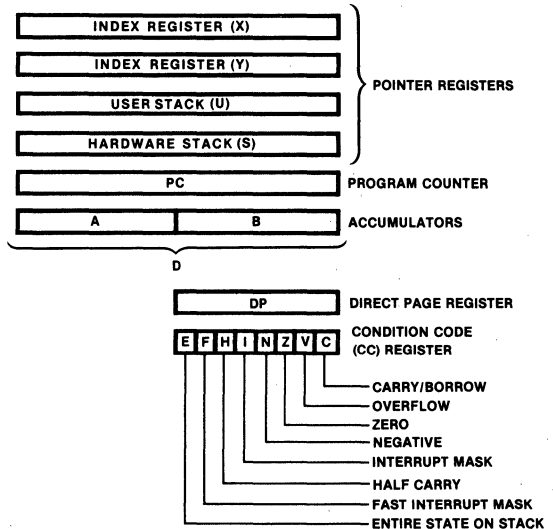 INDEX REGISTER (X)
INDEX REGISTER (Y)
USER STACK (U)
HARDWARE STACK (S)
POINTER REGISTERS
PC
PROGRAM COUNTER
A
B
ACCUMULATORS
D
DP
DIRECT PAGE REGISTER
E F H I N Z V C
CONDITION CODE
(CC) REGISTER
CARRY/BORROW
OVERFLOW
ZERO
NEGATIVE
INTERRUPT MASK
HALF CARRY
FAST INTERRUPT MASK
ENTIRE STATE ON STACK